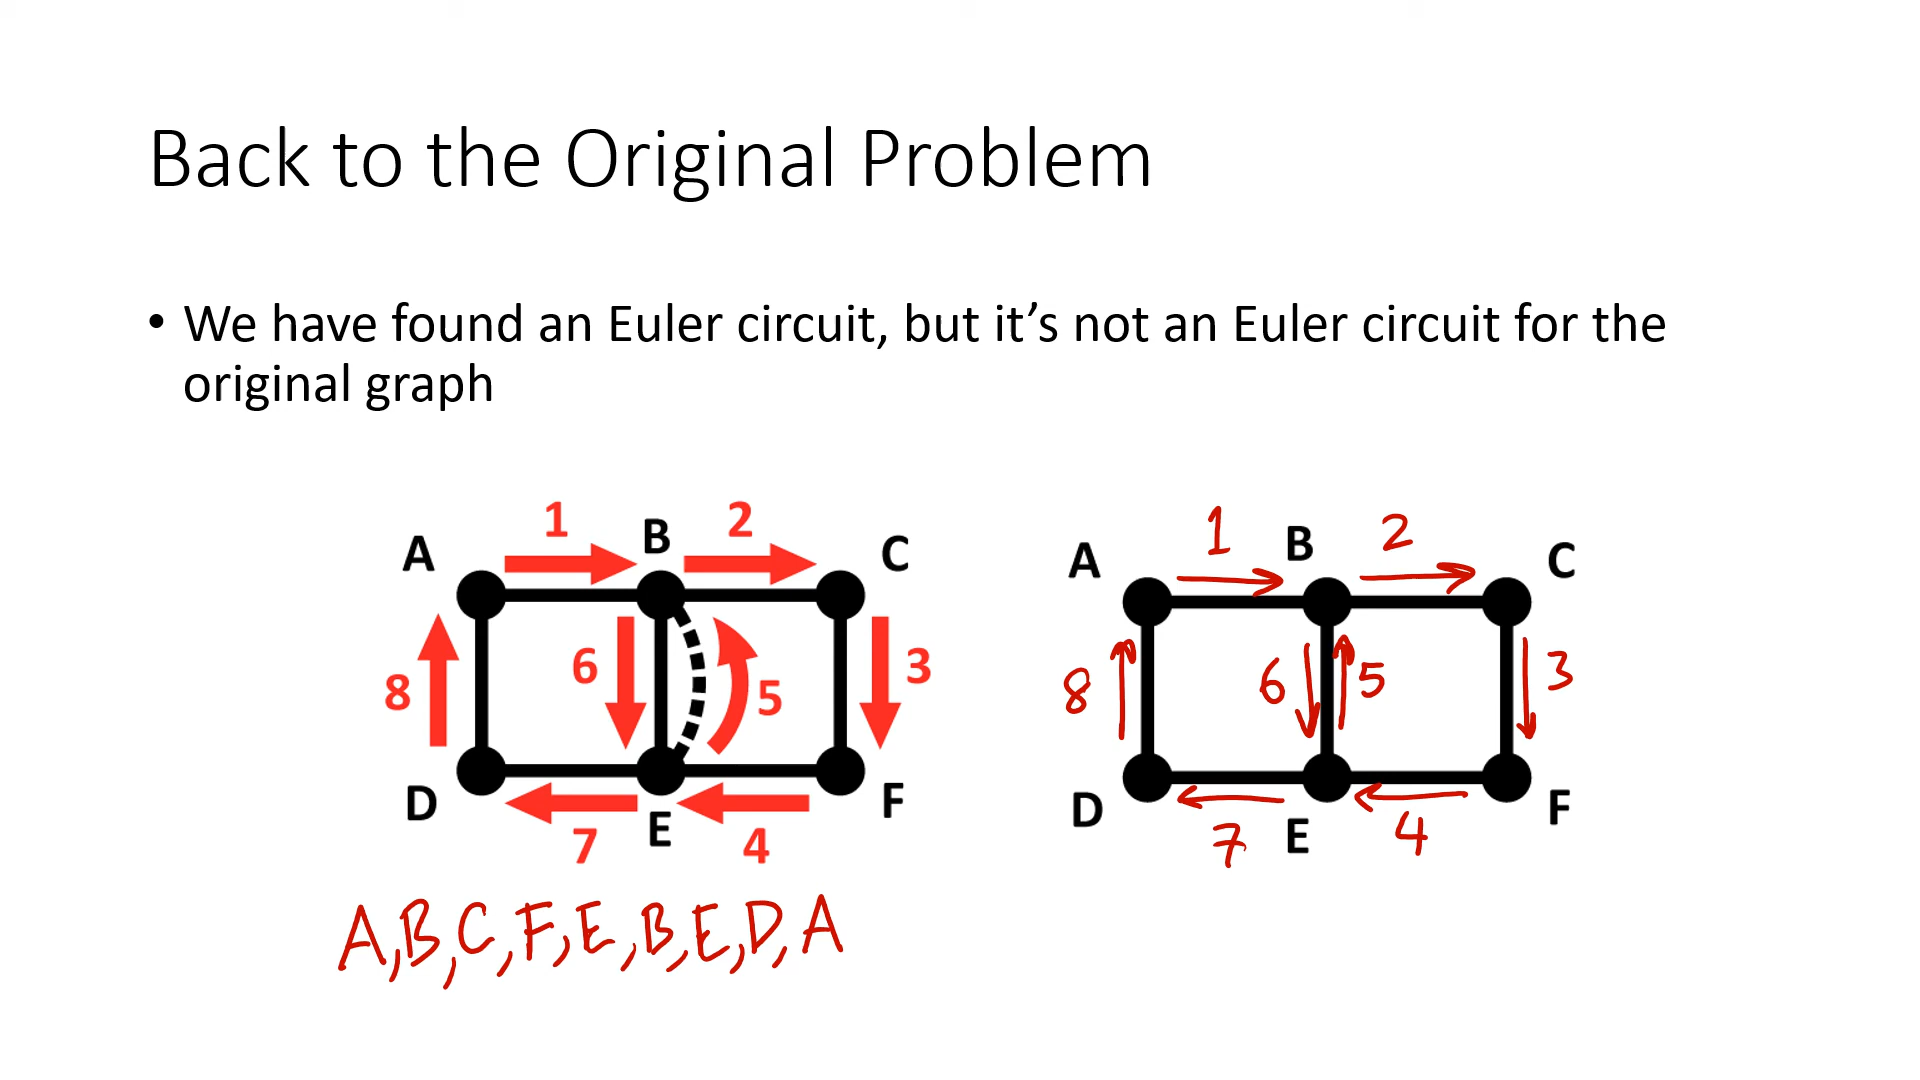 Back to the Original Problem
• We have found an Euler circuit, but it’s not an Euler circuit for the
original graph
1 2
A B C
8 6 5 3
D E F
7 4
1 2
A B C
8 6 5 3
D E F
7 4
A,B,C,F,E,B,E,D,A